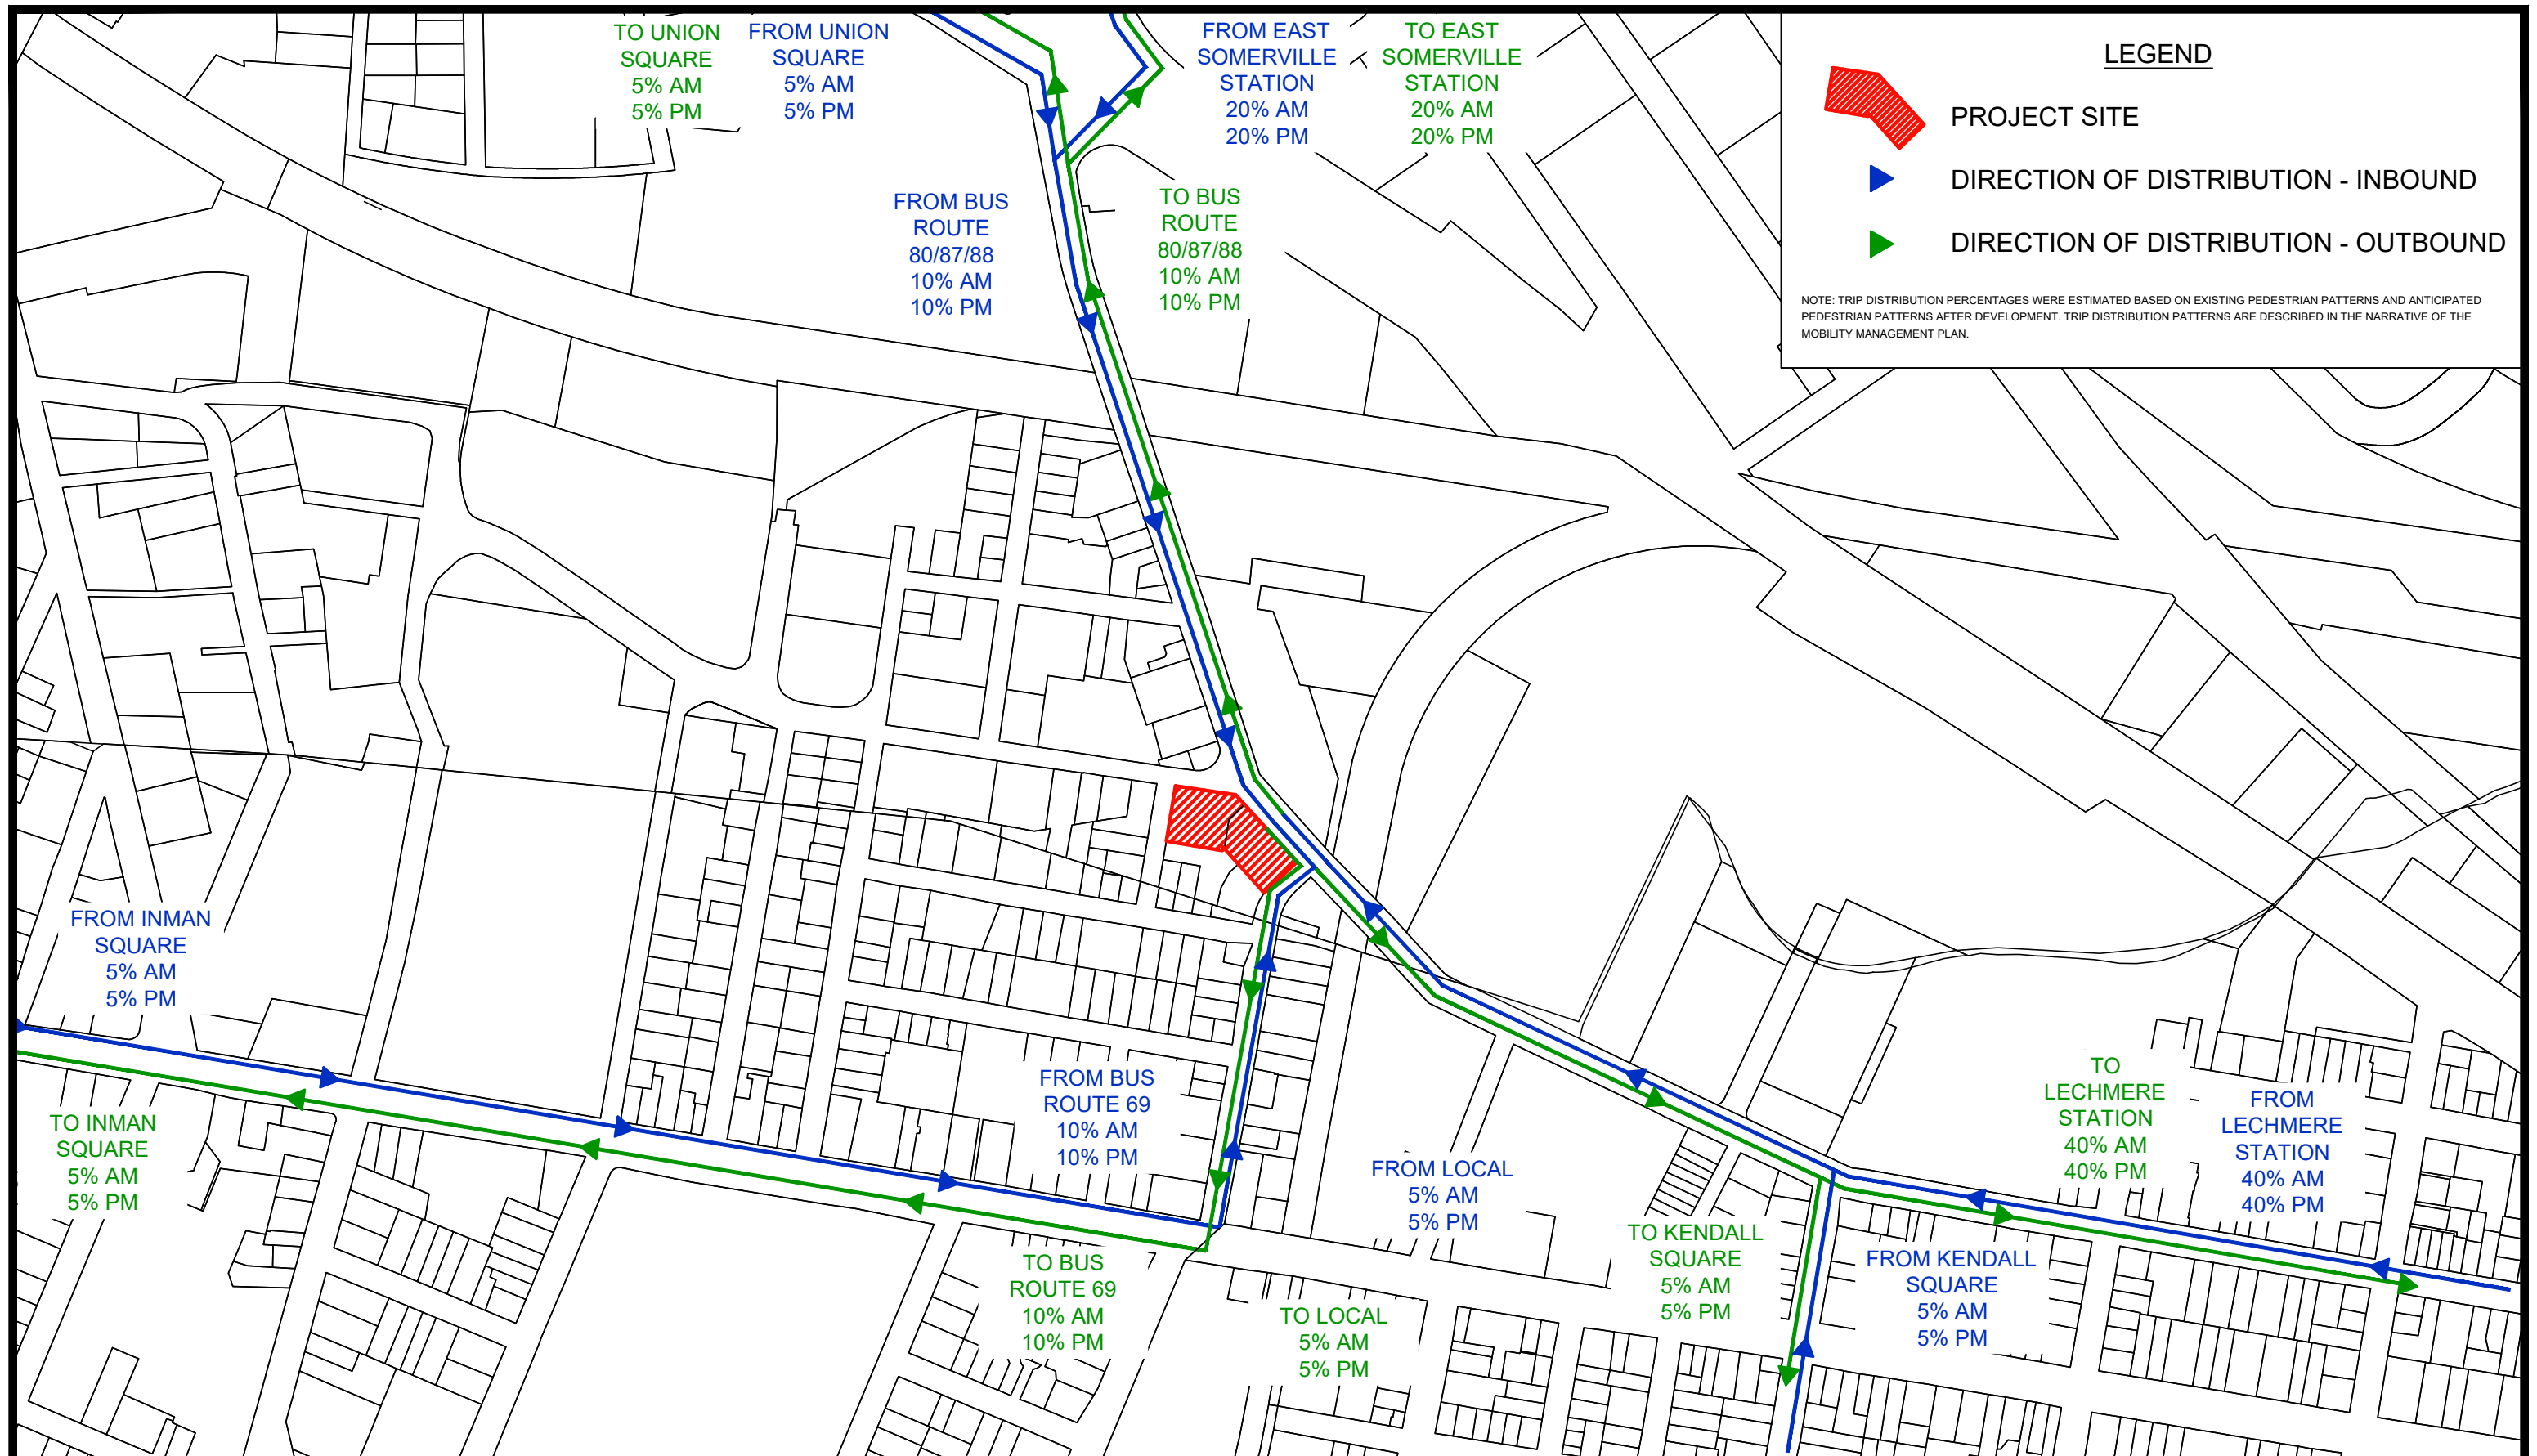 TO UNION
SQUARE
5% AM
5% PM
FROM UNION
SQUARE
5% AM
5% PM
FROM EAST
SOMERVILLE
STATION
20% AM
20% PM
TO EAST
SOMERVILLE
STATION
20% AM
20% PM
LEGEND
PROJECT SITE
DIRECTION OF DISTRIBUTION - INBOUND
DIRECTION OF DISTRIBUTION - OUTBOUND
NOTE: TRIP DISTRIBUTION PERCENTAGES WERE ESTIMATED BASED ON EXISTING PEDESTRIAN PATTERNS AND ANTICIPATED
PEDESTRIAN PATTERNS AFTER DEVELOPMENT. TRIP DISTRIBUTION PATTERNS ARE DESCRIBED IN THE NARRATIVE OF THE
MOBILITY MANAGEMENT PLAN.
FROM BUS
ROUTE
80/87/88
10% AM
10% PM
TO BUS
ROUTE
80/87/88
10% AM
10% PM
FROM INMAN
SQUARE
5% AM
5% PM
TO INMAN
SQUARE
5% AM
5% PM
FROM BUS
ROUTE 69
10% AM
10% PM
TO BUS
ROUTE 69
10% AM
10% PM
FROM LOCAL
5% AM
5% PM
TO LOCAL
5% AM
5% PM
TO KENDALL
SQUARE
5% AM
5% PM
FROM KENDALL
SQUARE
5% AM
5% PM
TO
LECHMERE
STATION
40% AM
40% PM
FROM
LECHMERE
STATION
40% AM
40% PM